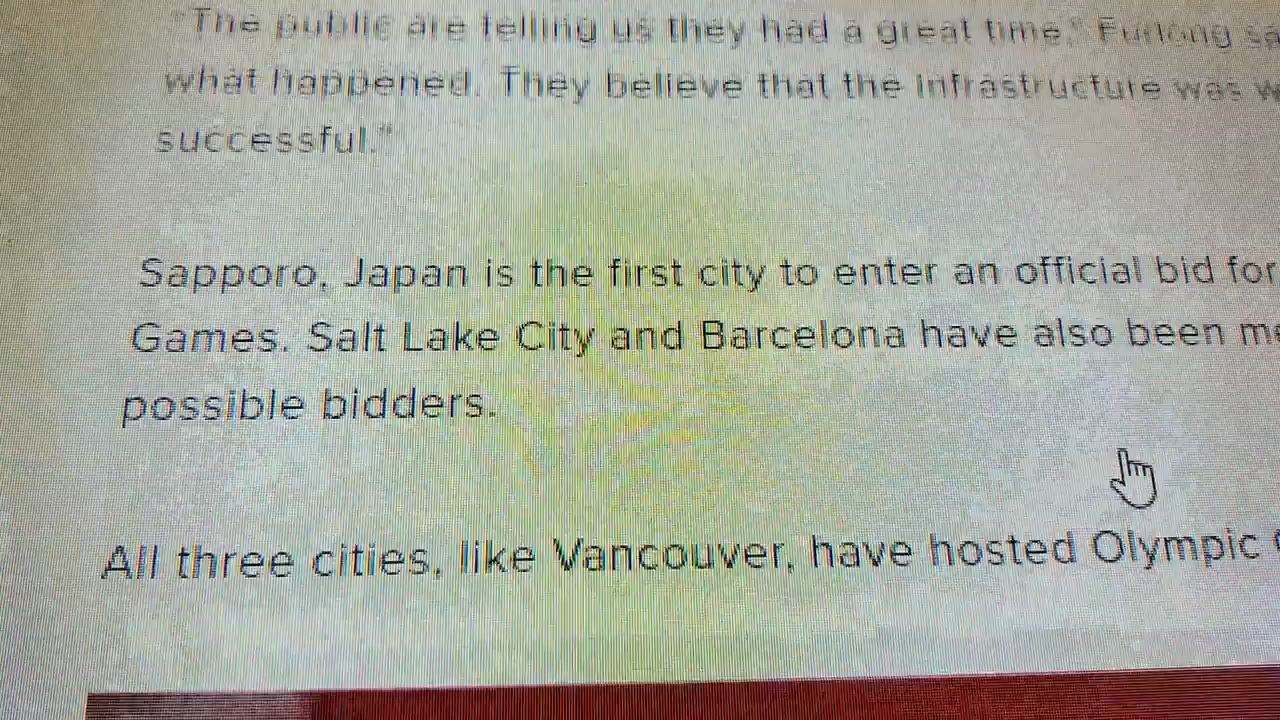 "The public are telling us they had a great time," Furlong
what happened. They believe that the infrastructure was
successful."
Sapporo, Japan is the first city to enter an official bid for
Games. Salt Lake City and Barcelona have also been
possible bidders.
All three cities, like Vancouver, have hosted Olympic